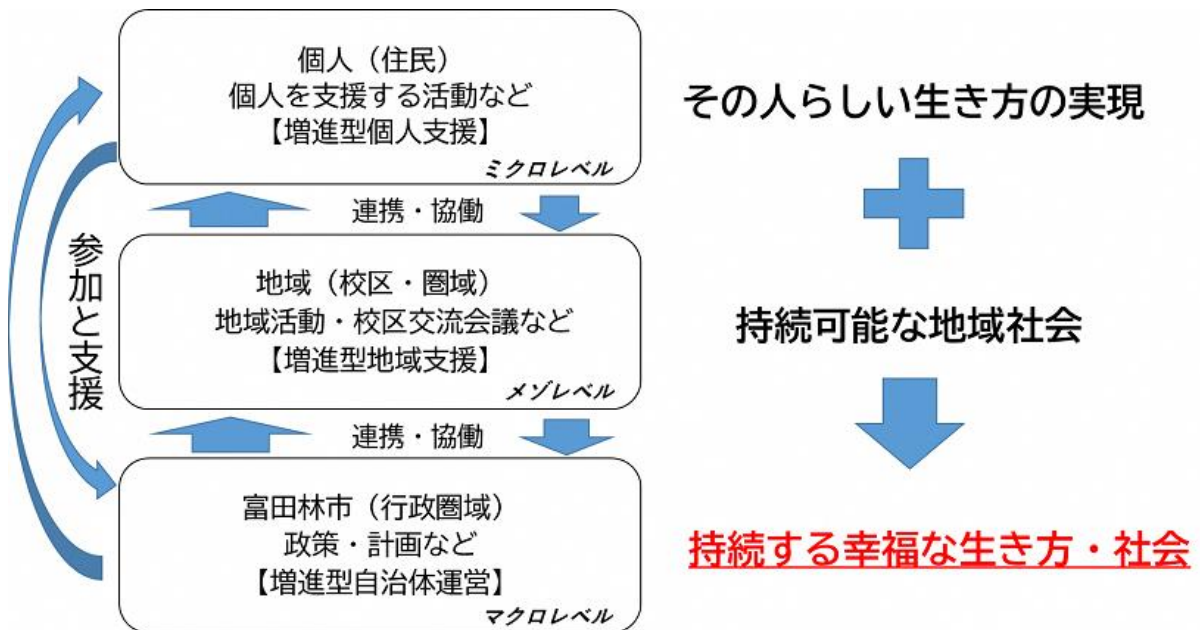 個人（住民）
個人を支援する活動など
【増進型個人支援】
ミクロレベル
連携・協働
地域（校区・圏域）
地域活動・校区交流会議など
【増進型地域支援】
メゾレベル
連携・協働
富田林市（行政圏域）
政策・計画など
【増進型自治体運営】
マクロレベル
参加と支援
その人らしい生き方の実現
持続可能な地域社会
持続する幸福な生き方・社会